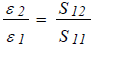 ε2 / ε1 = S12 / S11